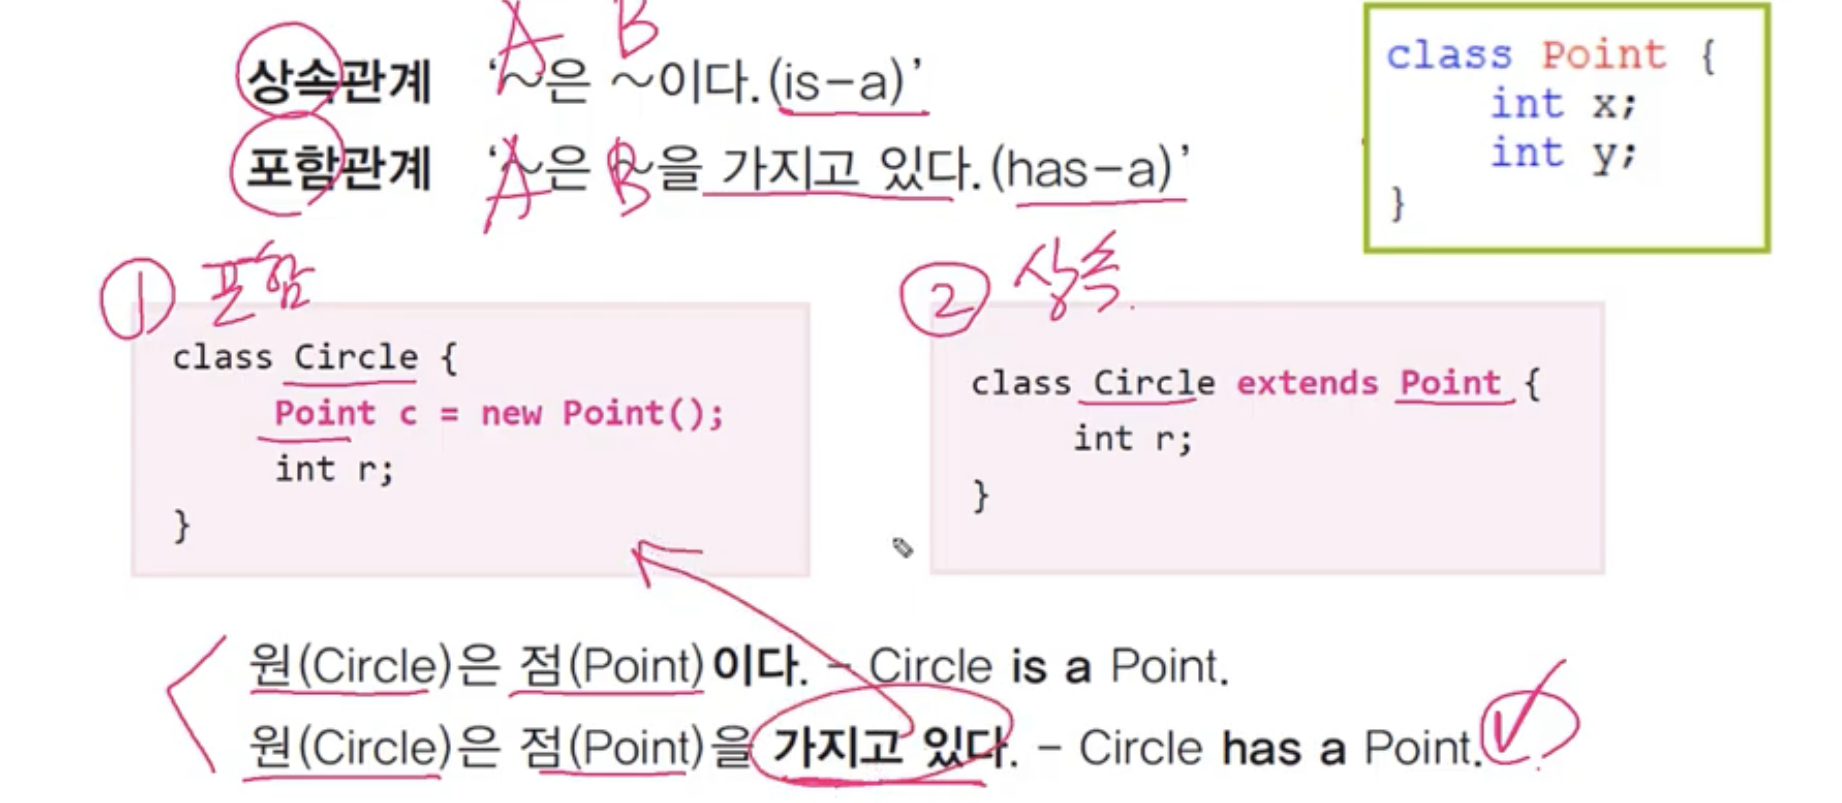 A B
상속관계 '~은 ~이다.(is-a)'
포함관계 '~은 ~을 가지고 있다.(has-a)'
A B
class Point {
int x;
int y;
}
① 포함
class Circle {
Point c = new Point();
int r;
}
② 상속.
class Circle extends Point {
int r;
}
원(Circle)은 점(Point)이다. - Circle is a Point.
원(Circle)은 점(Point)을 가지고 있다. - Circle has a Point.